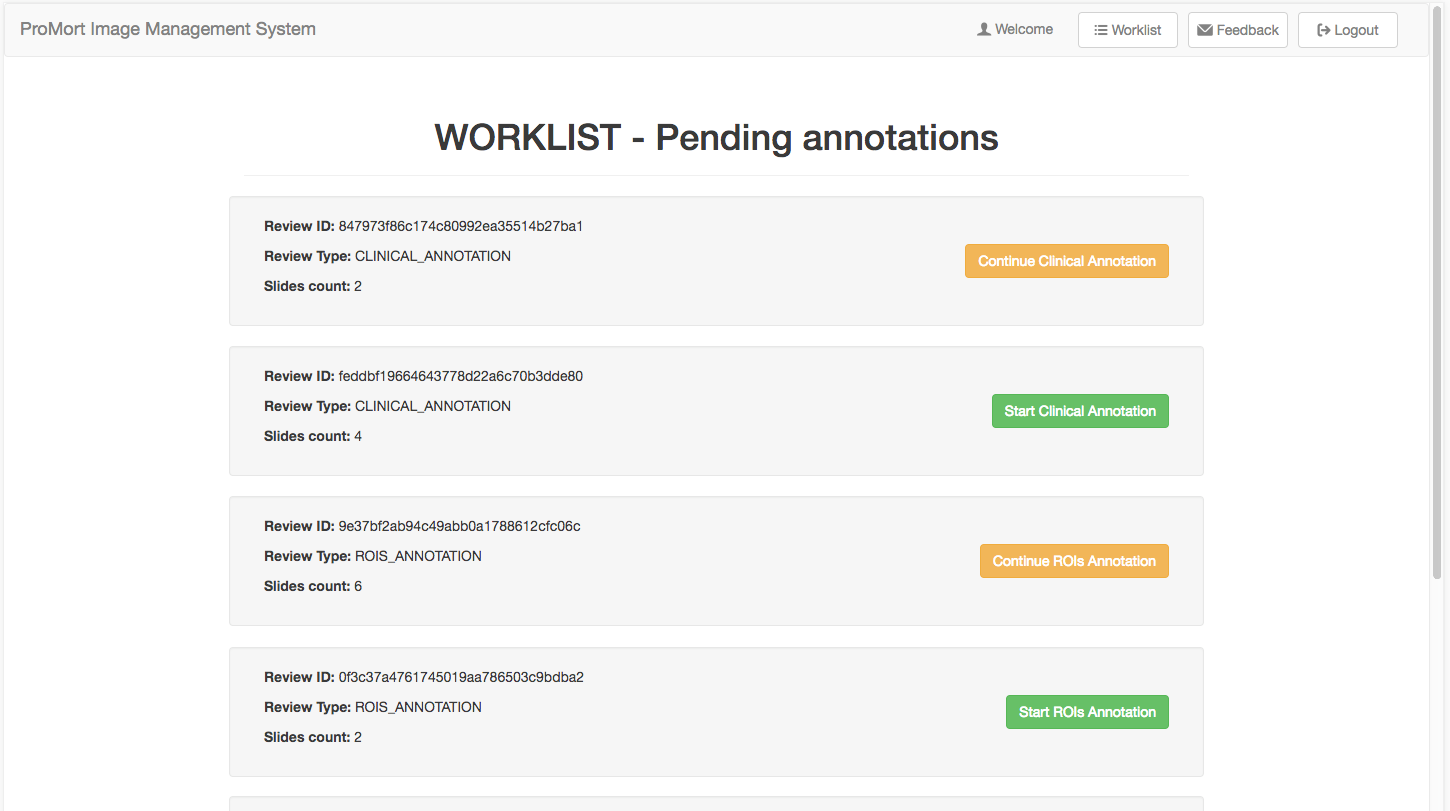 ProMort Image Management System
Welcome
Worklist
Feedback
Logout
WORKLIST - Pending annotations
Review ID: 847973f86c174c80992ea35514b27ba1
Review Type: CLINICAL_ANNOTATION
Slides count: 2
Continue Clinical Annotation
Review ID: feddbf19664643778d22a6c70b3dde80
Review Type: CLINICAL_ANNOTATION
Slides count: 4
Start Clinical Annotation
Review ID: 9e37bf2ab94c49abb0a1788612cfc06c
Review Type: ROIS_ANNOTATION
Slides count: 6
Continue ROIs Annotation
Review ID: 0f3c37a4761745019aa786503c9bdba2
Review Type: ROIS_ANNOTATION
Slides count: 2
Start ROIs Annotation